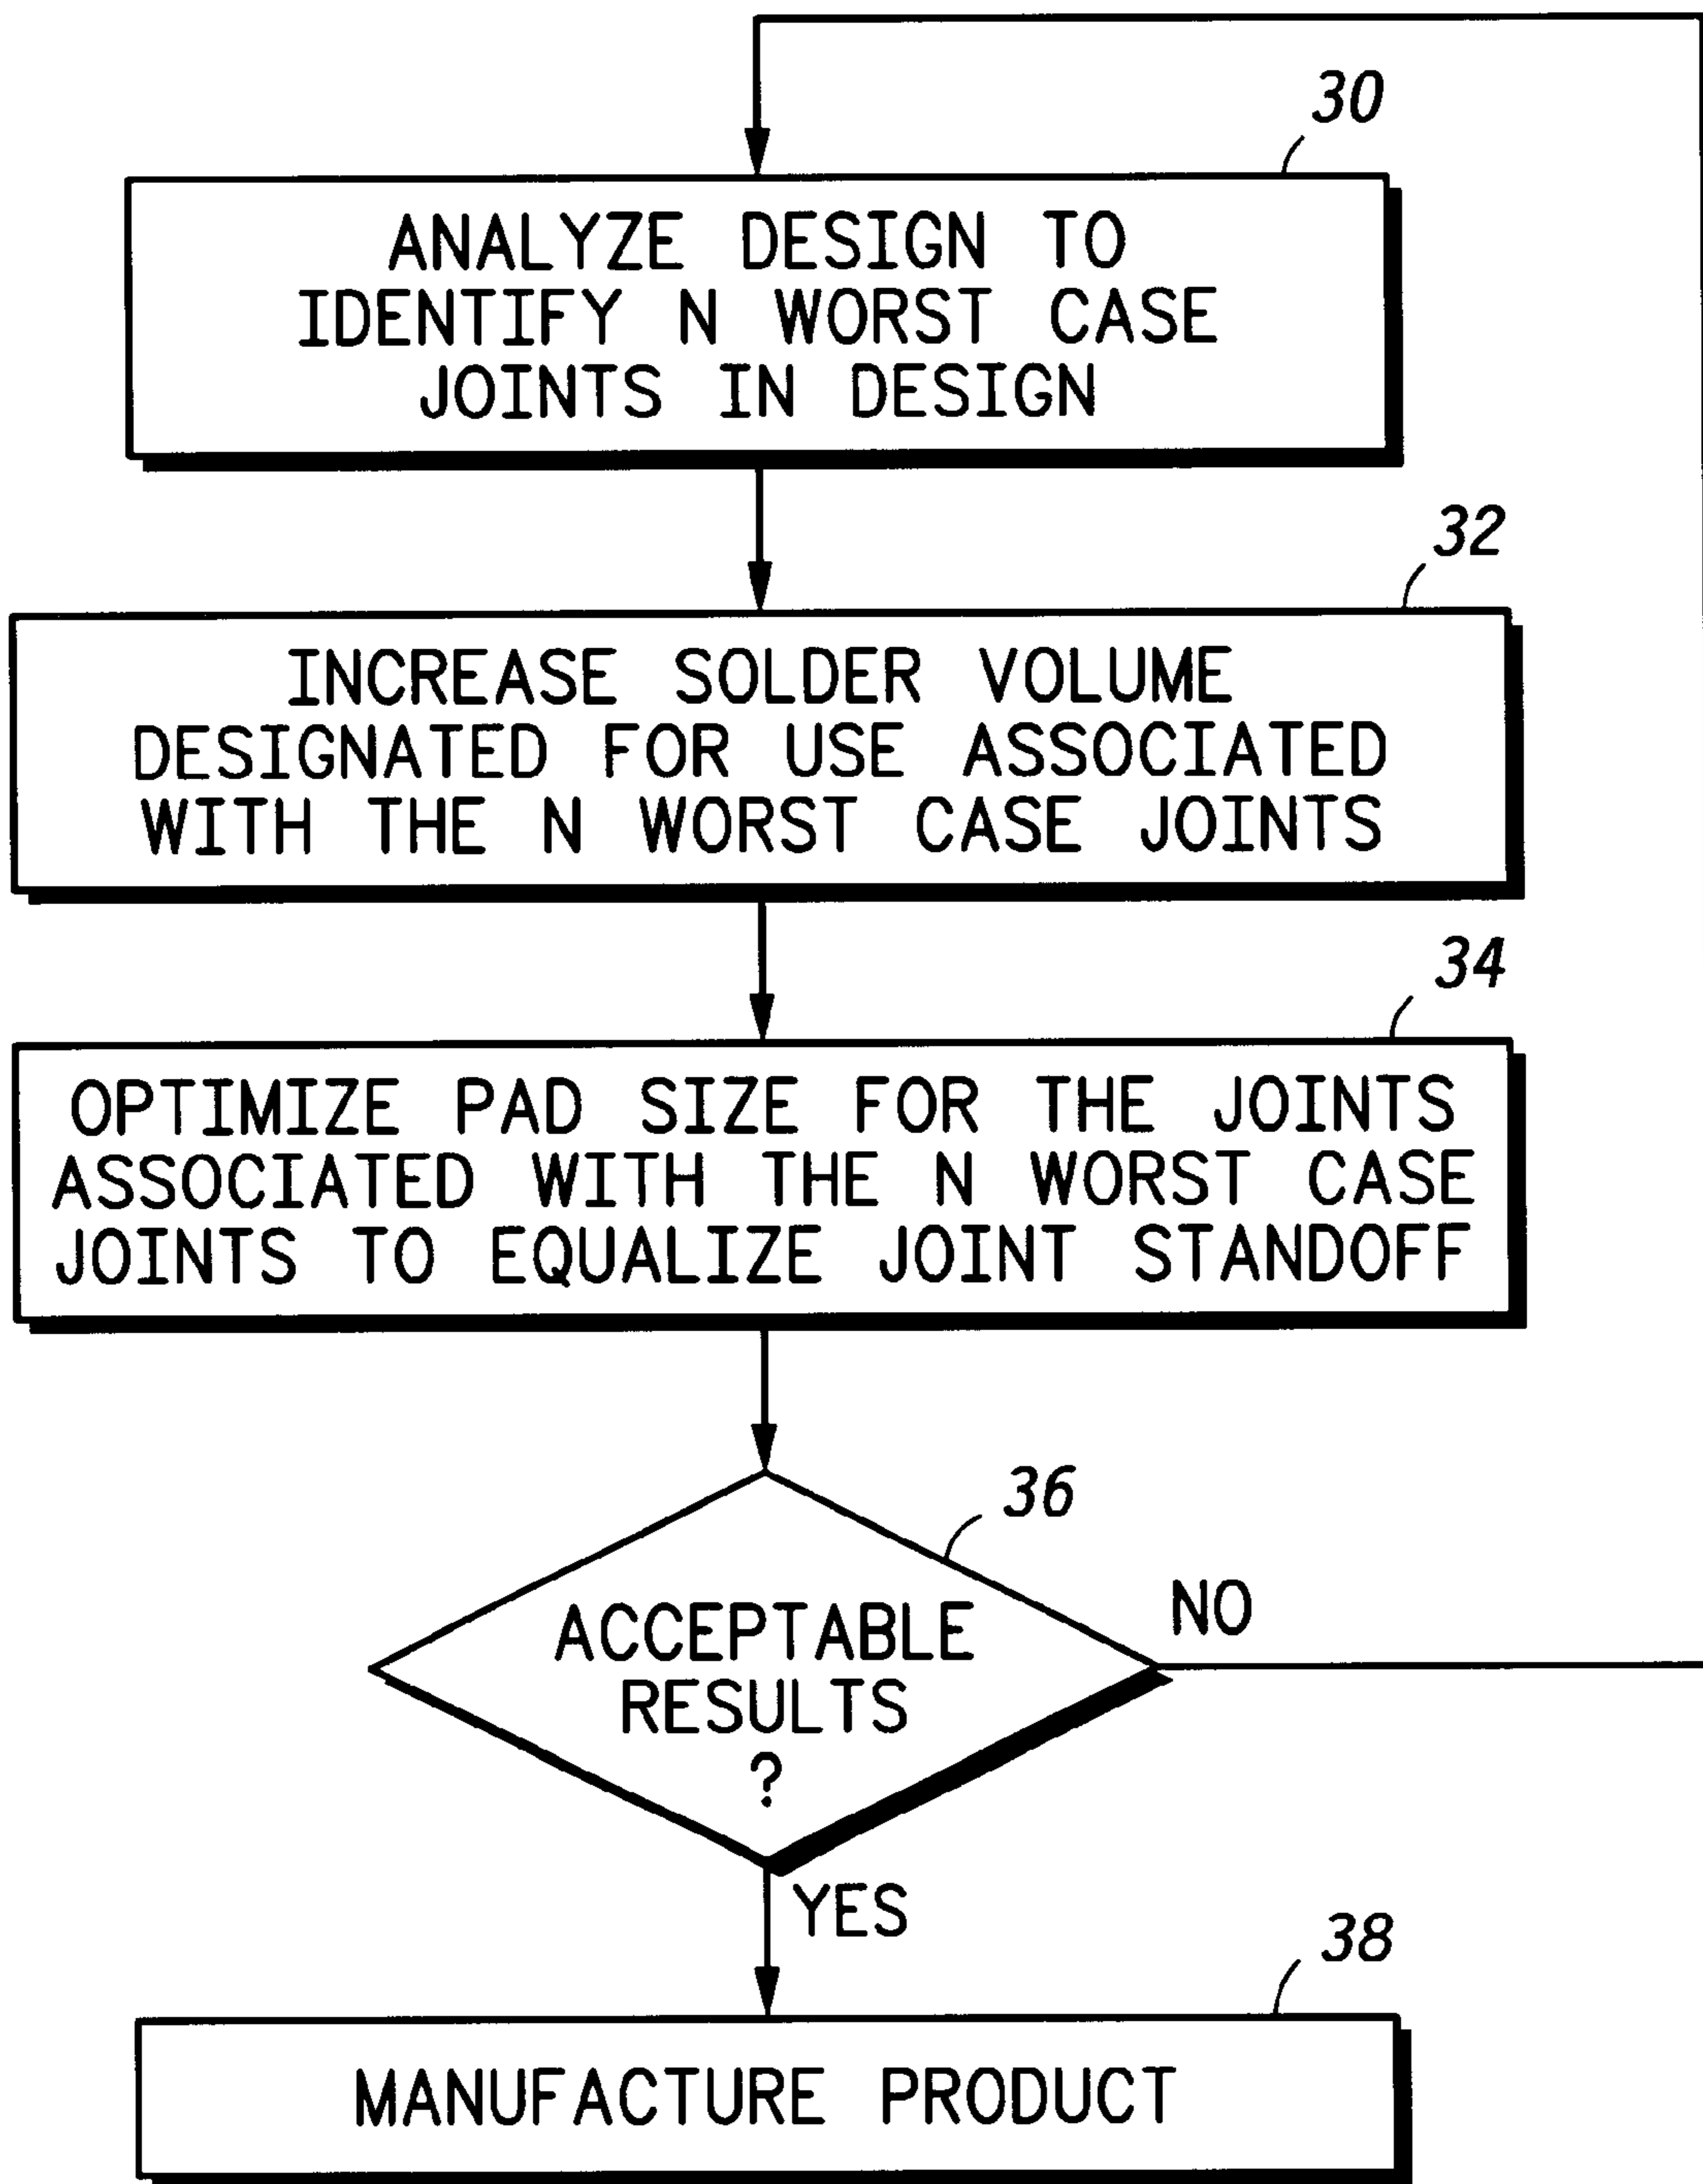 30
ANALYZE DESIGN TO
IDENTIFY N WORST CASE
JOINTS IN DESIGN
32
INCREASE SOLDER VOLUME
DESIGNATED FOR USE ASSOCIATED
WITH THE N WORST CASE JOINTS
34
OPTIMIZE PAD SIZE FOR THE JOINTS
ASSOCIATED WITH THE N WORST CASE
JOINTS TO EQUALIZE JOINT STANDOFF
36
ACCEPTABLE
RESULTS
?
NO
YES
38
MANUFACTURE PRODUCT